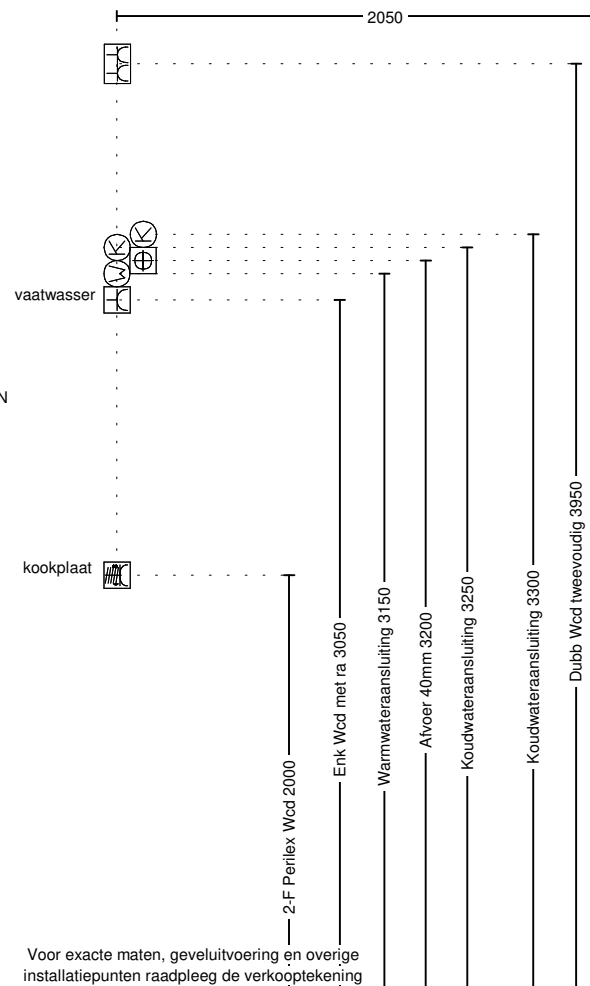 2050
K
K
W
vaatwasser
N
kookplaat
2-F Perilex Wcd 2000
Enk Wcd met ra 3050
Warmwateraansluiting 3150
Afvoer 40mm 3200
Koudwateraansluiting 3250
Koudwateraansluiting 3300
Dubb Wcd tweevoudig 3950
Voor exacte maten, geveluitvoering en overige
installatiepunten raadpleeg de verkooptekening